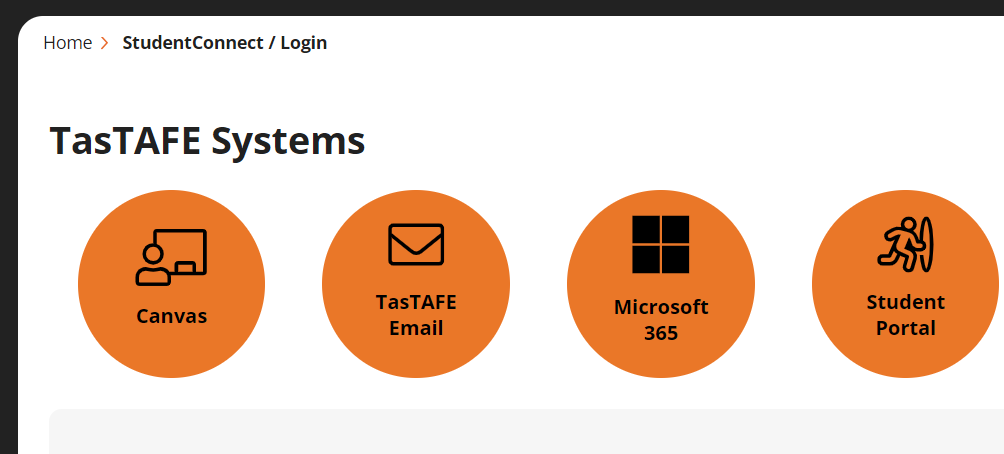 Home > StudentConnect / Login
TasTAFE Systems
Canvas
TasTAFE
Email
Microsoft
365
Student
Portal